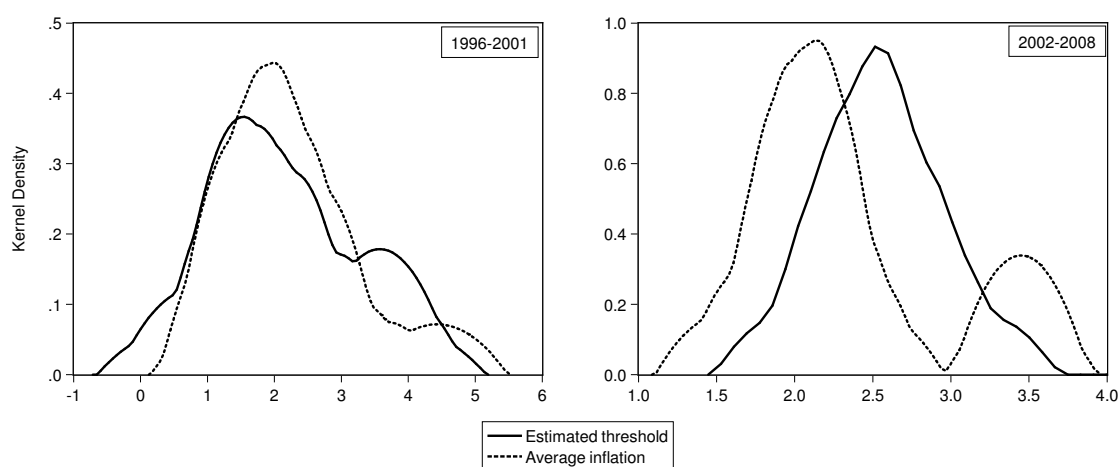 Kernel Density
.5
.4
.3
.2
.1
.0
1996-2001
-1 0 1 2 3 4 5 6
1.0
0.8
0.6
0.4
0.2
0.0
2002-2008
1.0 1.5 2.0 2.5 3.0 3.5 4.0
Estimated threshold
Average inflation